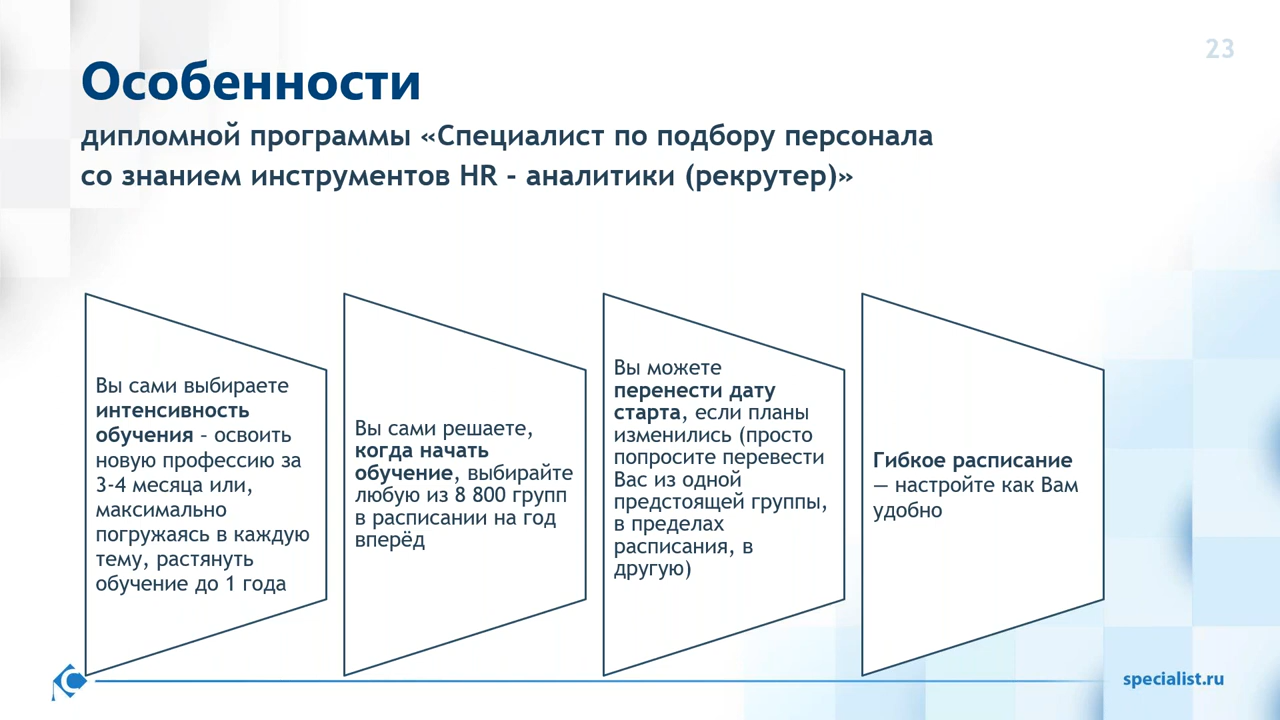 23
Особенности
дипломной программы «Специалист по подбору персонала
со знанием инструментов HR - аналитики (рекрутер)»
Вы сами выбираете
интенсивность
обучения – освоить
новую профессию за
3-4 месяца или,
максимально
погружаясь в каждую
тему, растянуть
обучение до 1 года
Вы сами решаете,
когда начать
обучение, выбирайте
любую из 8 800 групп
в расписании на год
вперёд
Вы можете
перенести дату
старта, если планы
изменились (просто
попросите перевести
Вас из одной
предстоящей группы,
в пределах
расписания, в
другую)
Гибкое расписание
— настройте как Вам
удобно
specialist.ru